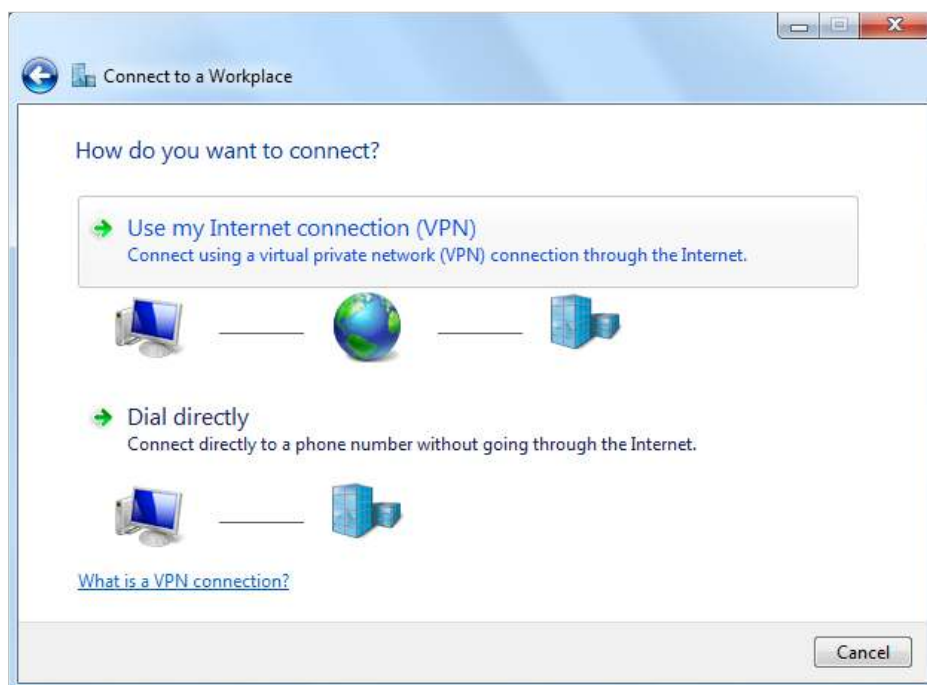 Connect to a Workplace
How do you want to connect?
Use my Internet connection (VPN)
Connect using a virtual private network (VPN) connection through the Internet.
Dial directly
Connect directly to a phone number without going through the Internet.
What is a VPN connection?
Cancel